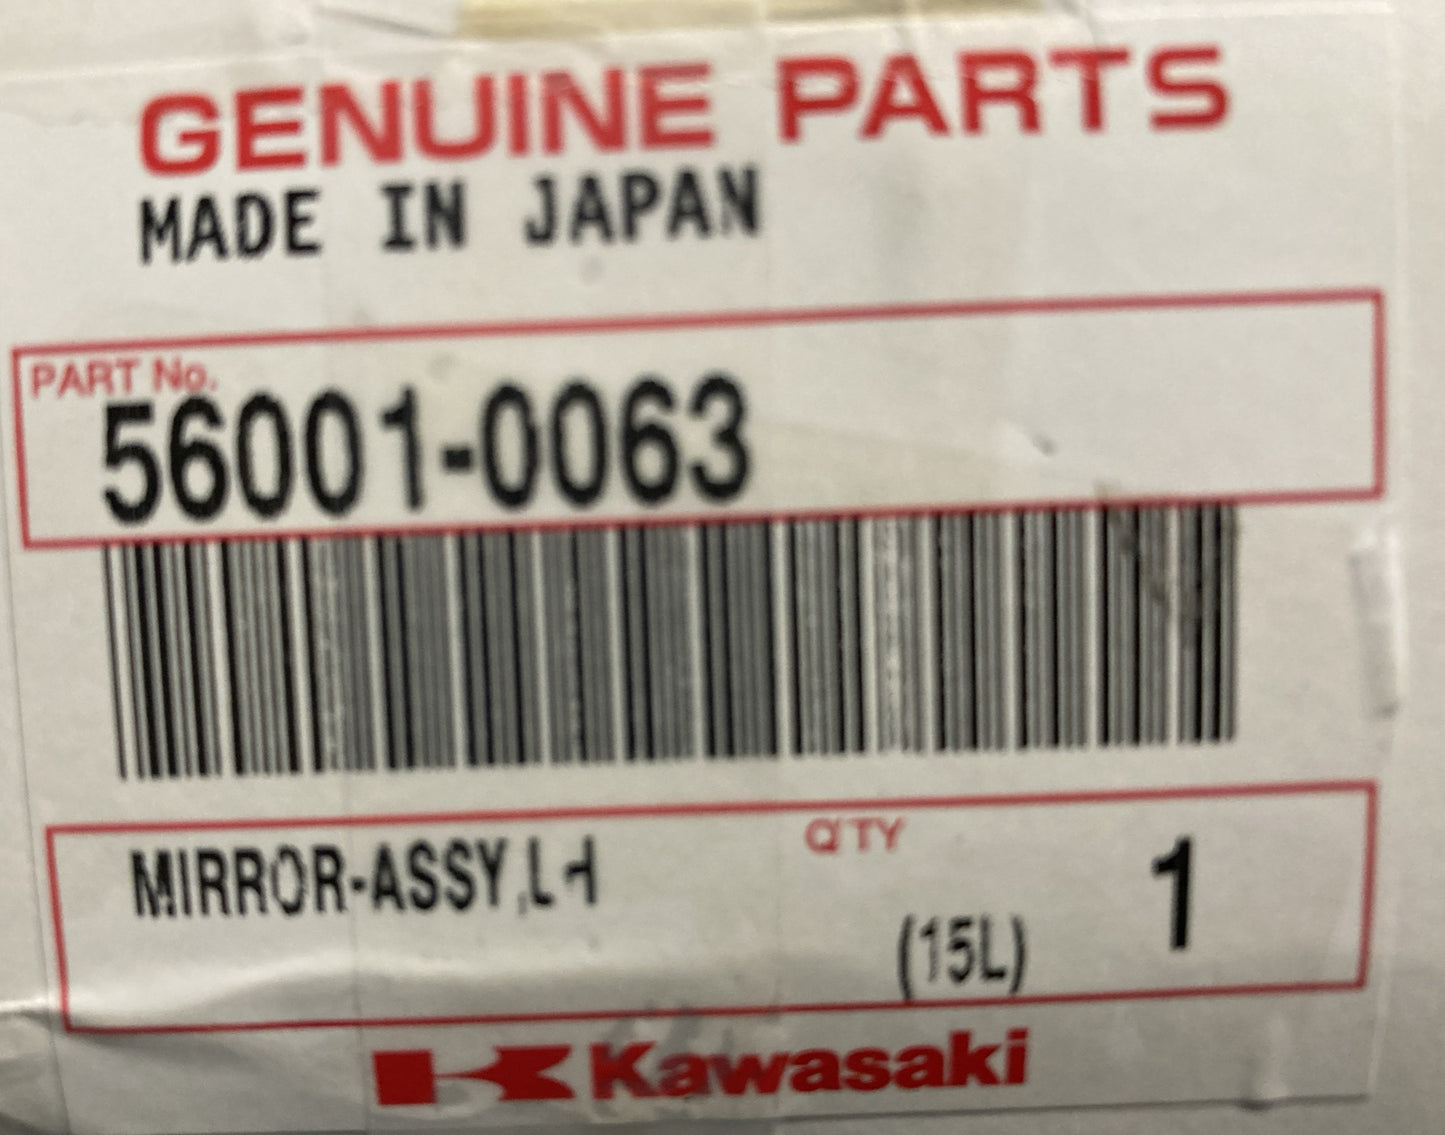 GENUINE PARTS
MADE IN JAPAN
PART No.
56001-0063
MIRROR-ASSY,LH
Q'TY
1
(15L)
Kawasaki